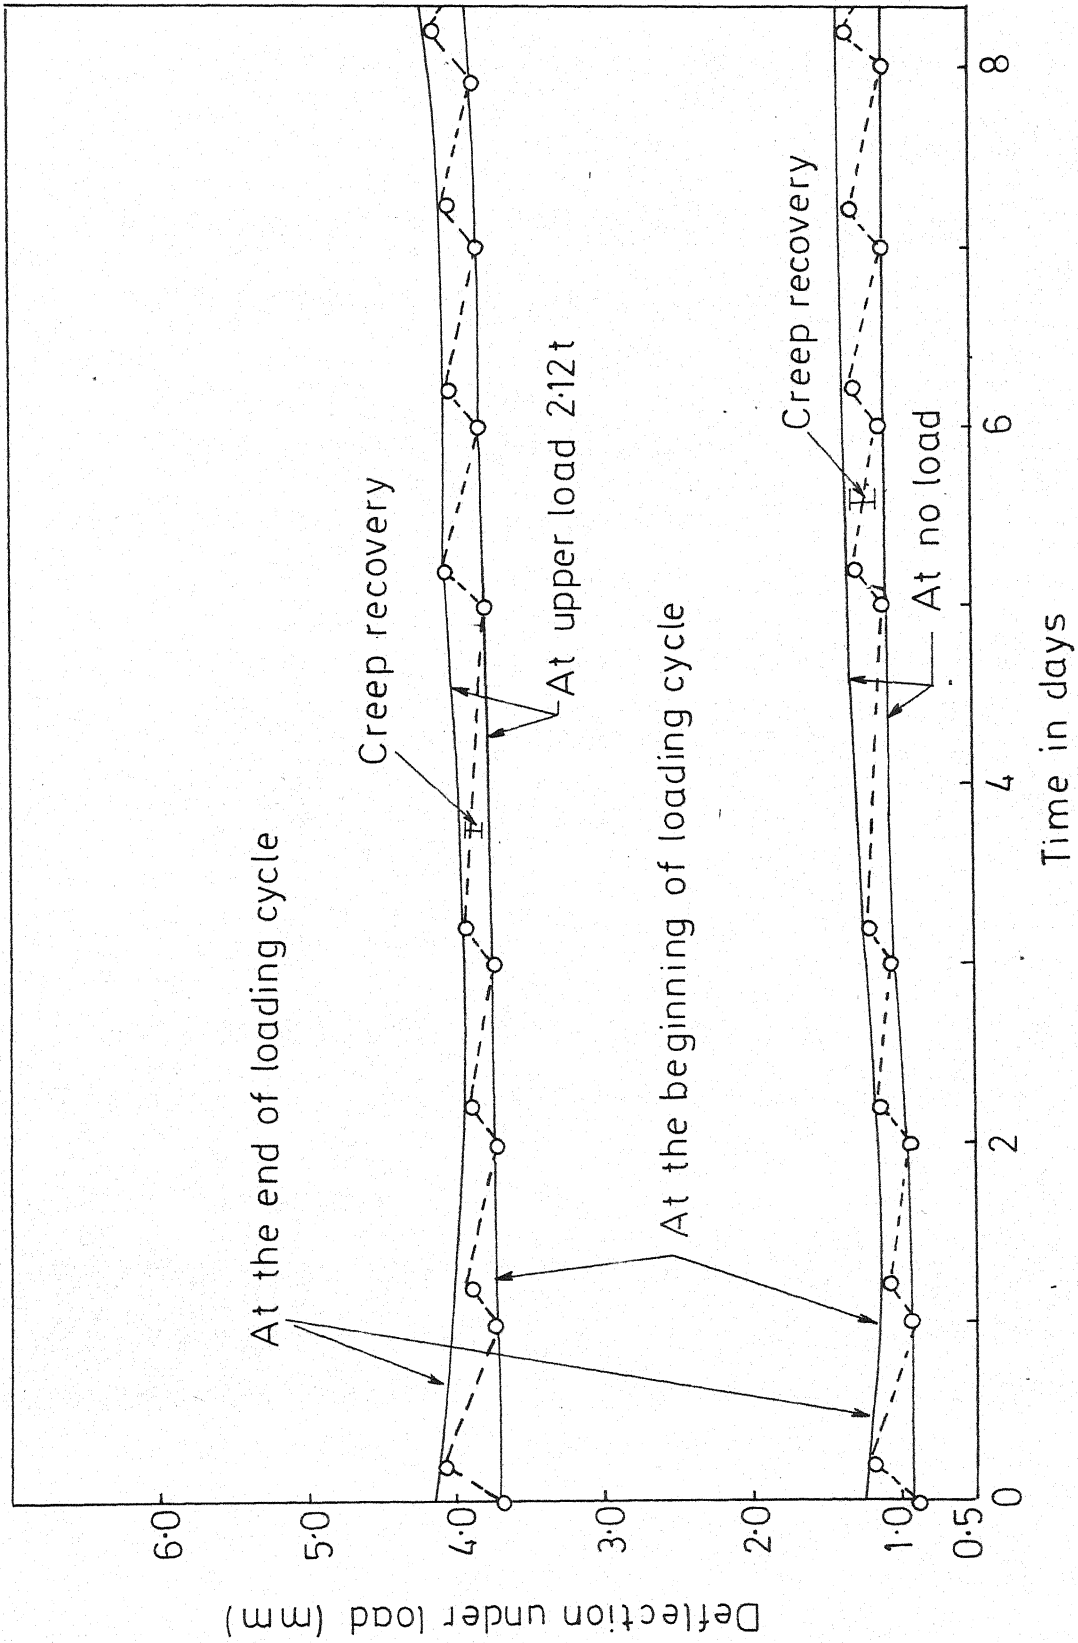 Deflection under load (mm)
6·0
5·0
4·0
3·0
2·0
1·0
0·5
At the end of loading cycle
Creep recovery
At upper load 2·12t
At the beginning of loading cycle
Creep recovery
At no load
0
2
4
6
8
Time in days